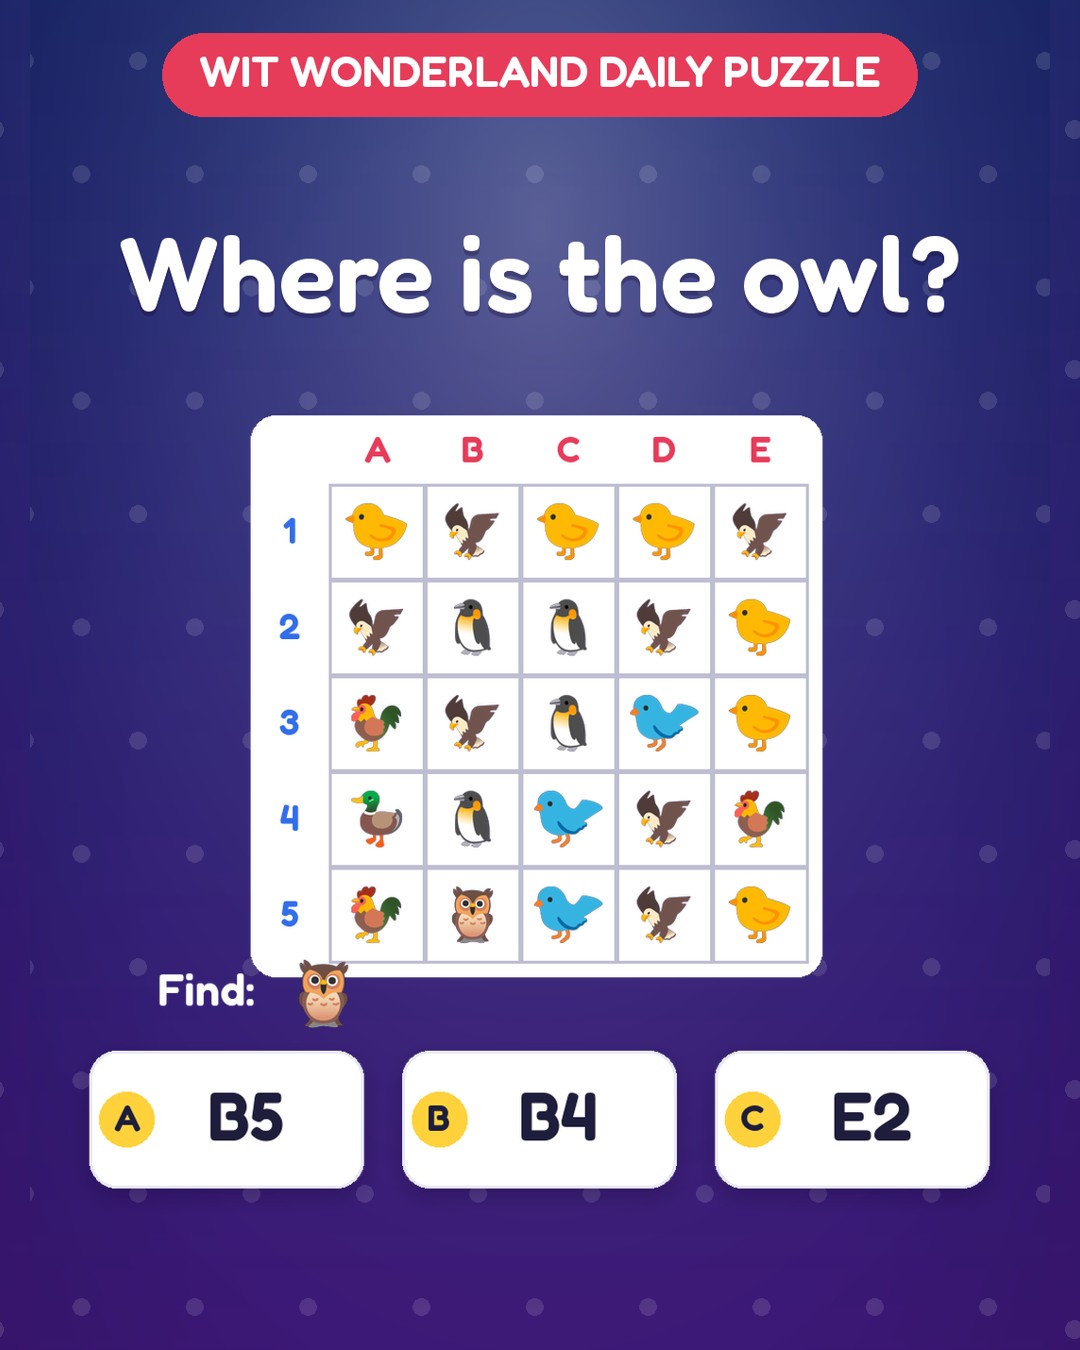 WIT WONDERLAND DAILY PUZZLE
Where is the owl?
A B C D E
1
2
3
4
5
Find:
A B5
B B4
C E2